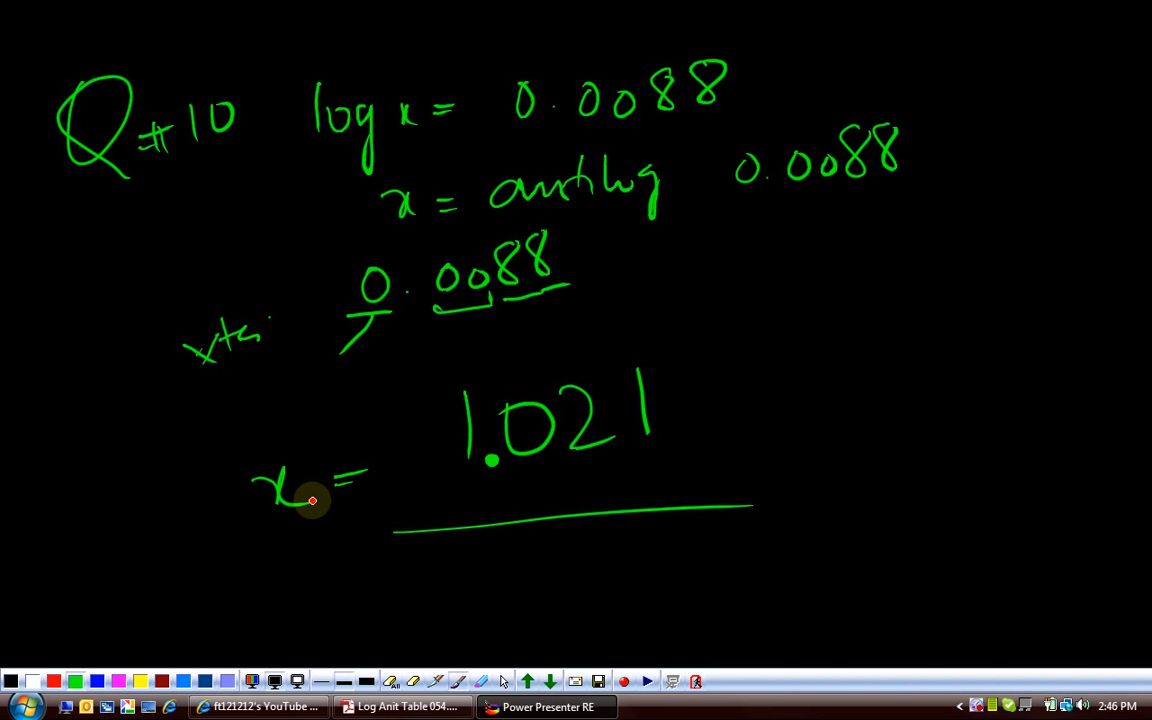 Q#10 log x = 0.0088
x = antilog 0.0088
0.0088
1.021
x =
ft121212's YouTube ...
Log Anit Table 054....
Power Presenter RE
2:46 PM